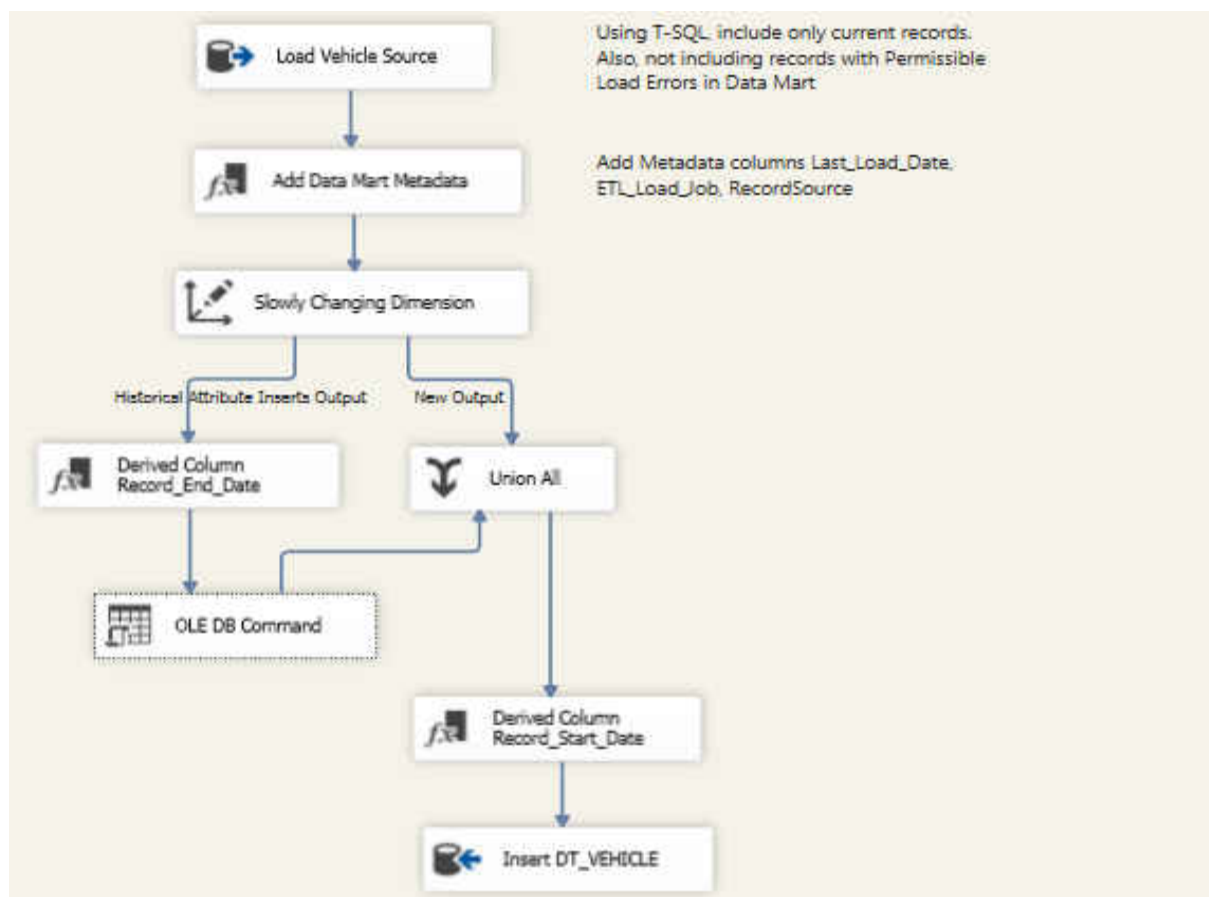 Load Vehicle Source
Using T-SQL, include only current records.
Also, not including records with Permissible
Load Errors in Data Mart
Add Data Mart Metadata
Add Metadata columns Last_Load_Date,
ETL_Load_Job, RecordSource
Slowly Changing Dimension
Historical Attribute Inserts Output
New Output
Derived Column
Record_End_Date
Union All
OLE DB Command
Derived Column
Record_Start_Date
Insert DT_VEHICLE